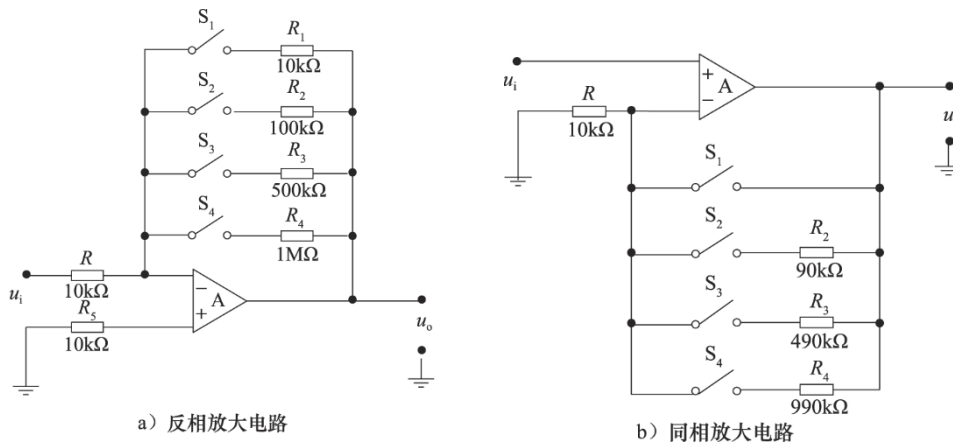 S₁
R₁
10kΩ
S₂
R₂
100kΩ
S₃
R₃
500kΩ
S₄
R₄
1MΩ
R
uᵢ
10kΩ
−
A
+
R₅
10kΩ
uₒ
a）反相放大电路
uᵢ
R
10kΩ
+
A
−
u
S₁
S₂
R₂
90kΩ
S₃
R₃
490kΩ
S₄
R₄
990kΩ
b）同相放大电路